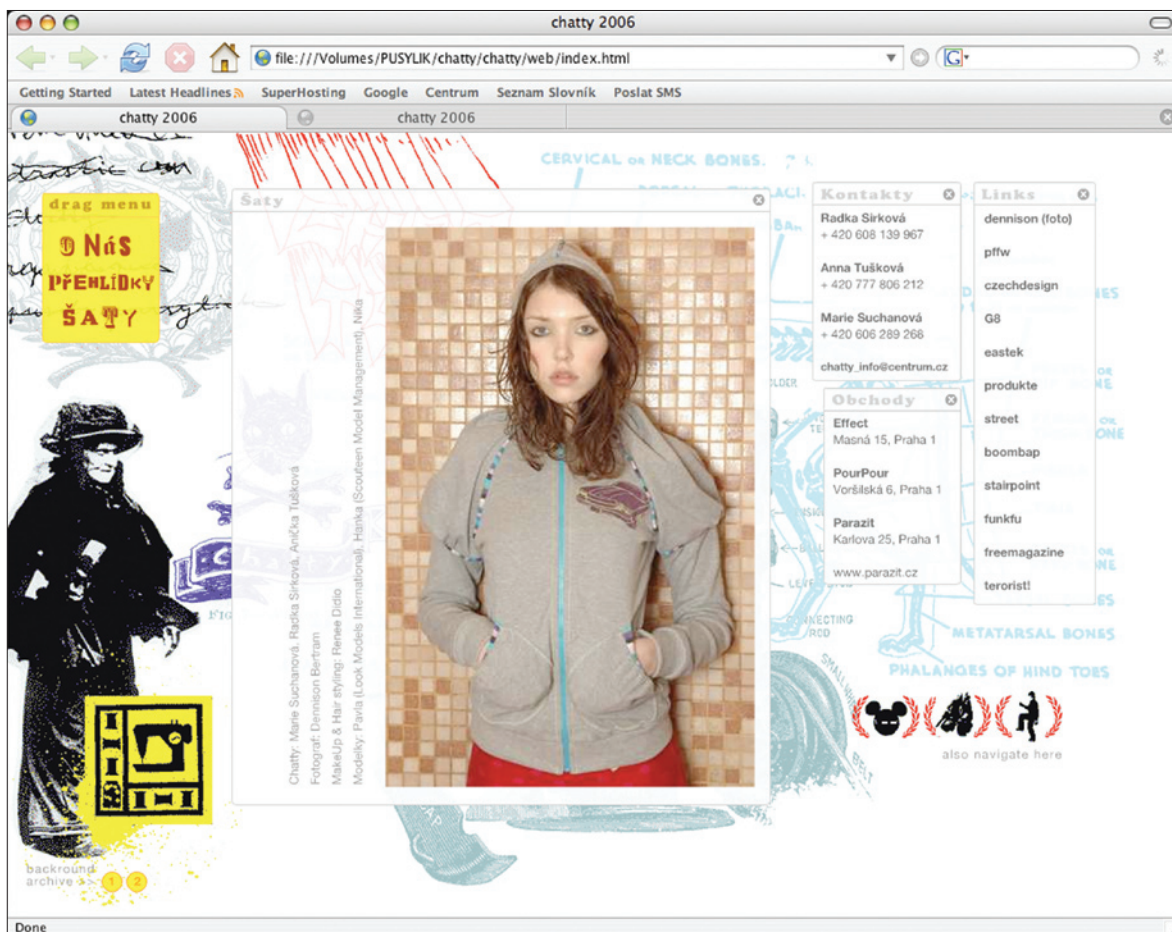 chatty 2006
file:///Volumes/PUSYLIK/chatty/chatty/web/index.html
G
Getting Started Latest Headlines SuperHosting Google Centrum Seznam Slovník Poslat SMS
chatty 2006 chatty 2006
drastic
CERVICAL OR NECK BONES.
drag menu
O Nás
PŘEHLÍDKY
ŠATY
Šaty
Chatty: Marie Suchanová, Radka Sirková, Anička Tušková
Fotograf: Dennison Bertram
MakeUp & Hair styling: Renee Didio
Modelky: Pavla (Look Models International), Hanka (Scouteen Model Management), Nilka
Kontakty
Radka Sirková
+ 420 608 139 967
Anna Tušková
+ 420 777 806 212
Marie Suchanová
+ 420 606 289 268
chatty_info@centrum.cz
Obchody
Effect
Masná 15, Praha 1
PourPour
Voršilská 6, Praha 1
Parazit
Karlova 25, Praha 1
www.parazit.cz
Links
dennison (foto)
pffw
czechdesign
G8
eastek
produkte
street
boombap
stairpoint
funkfu
freemagazine
terorist!
CONNECTING
ROD
METATARSAL BONES
PHALANGES OF HIND TOES
BELT
also navigate here
backround
archive >> 1 2
Done